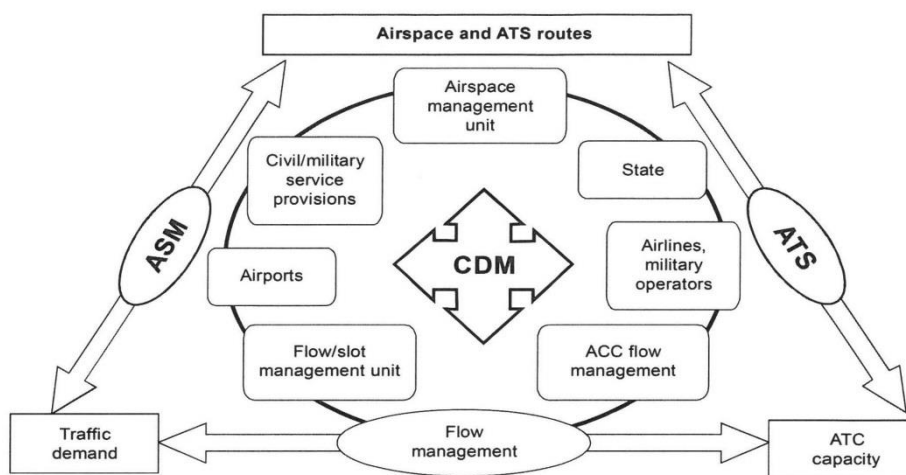 Airspace and ATS routes
Airspace
management
unit
Civil/military
service
provisions
State
ASM
CDM
ATS
Airports
Airlines,
military
operators
Flow/slot
management unit
ACC flow
management
Traffic
demand
Flow
management
ATC
capacity